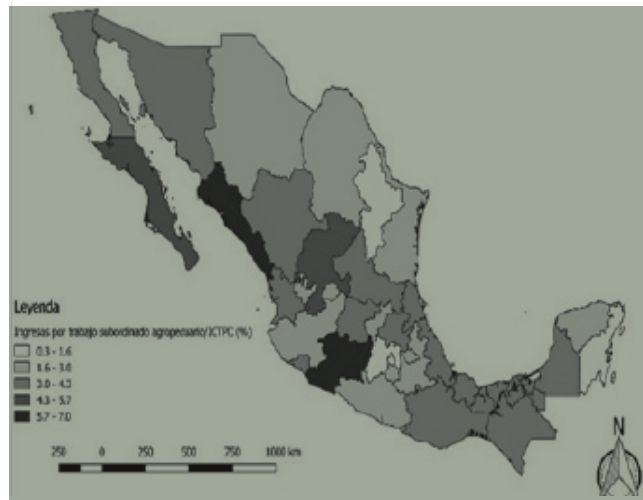 Leyenda
Ingresos por trabajo subordinado agropecuario/ICTPC (%)
0.3 - 1.6
1.6 - 3.0
3.0 - 4.3
4.3 - 5.7
5.7 - 7.0
250 0 250 500 750 1000 km
N